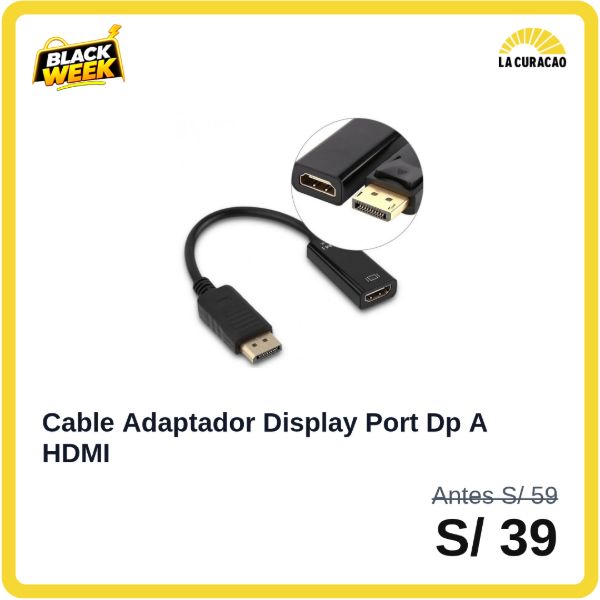 BLACK
WEEK
LA CURACAO
Cable Adaptador Display Port Dp A
HDMI
Antes S/ 59
S/ 39